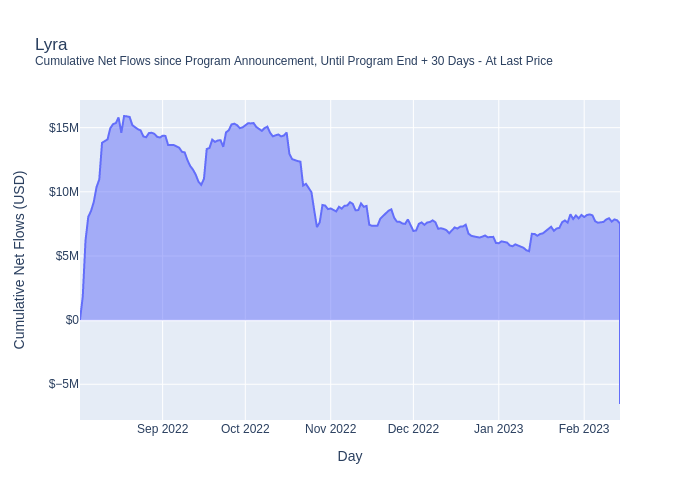 Lyra
Cumulative Net Flows since Program Announcement, Until Program End + 30 Days - At Last Price
Cumulative Net Flows (USD)
$15M
$10M
$5M
$0
$−5M
Sep 2022 Oct 2022 Nov 2022 Dec 2022 Jan 2023 Feb 2023
Day